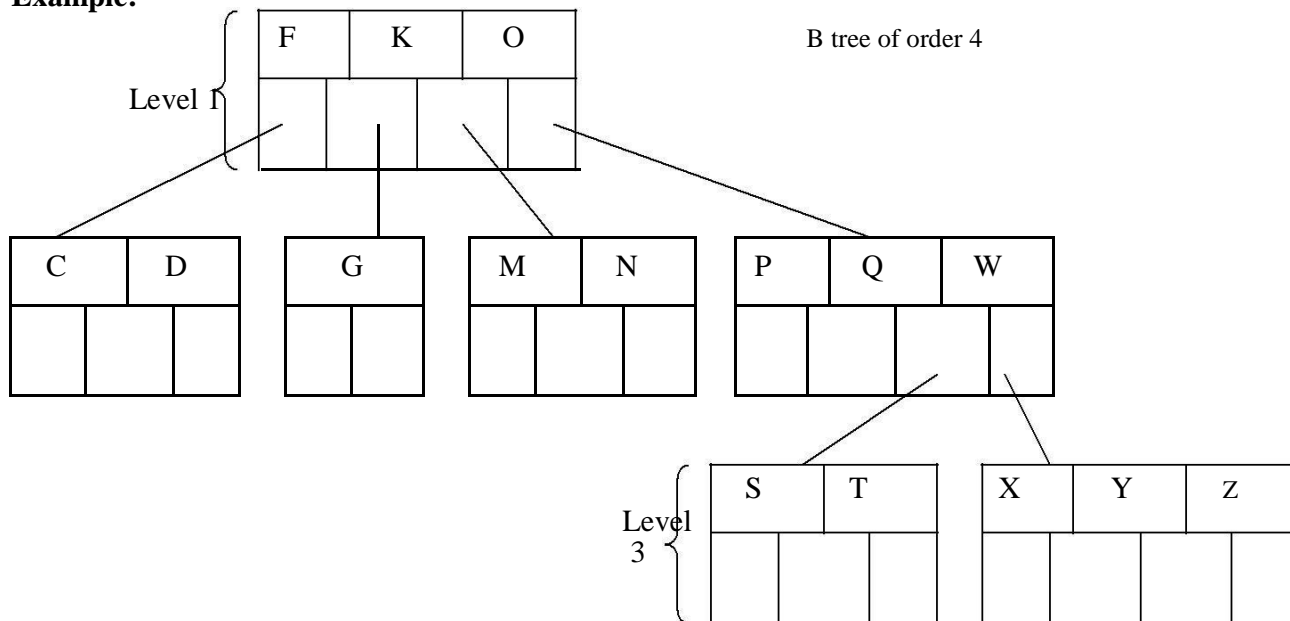 Example:
F K O
B tree of order 4
Level 1
C D G M N P Q W
S T X Y Z
Level
3